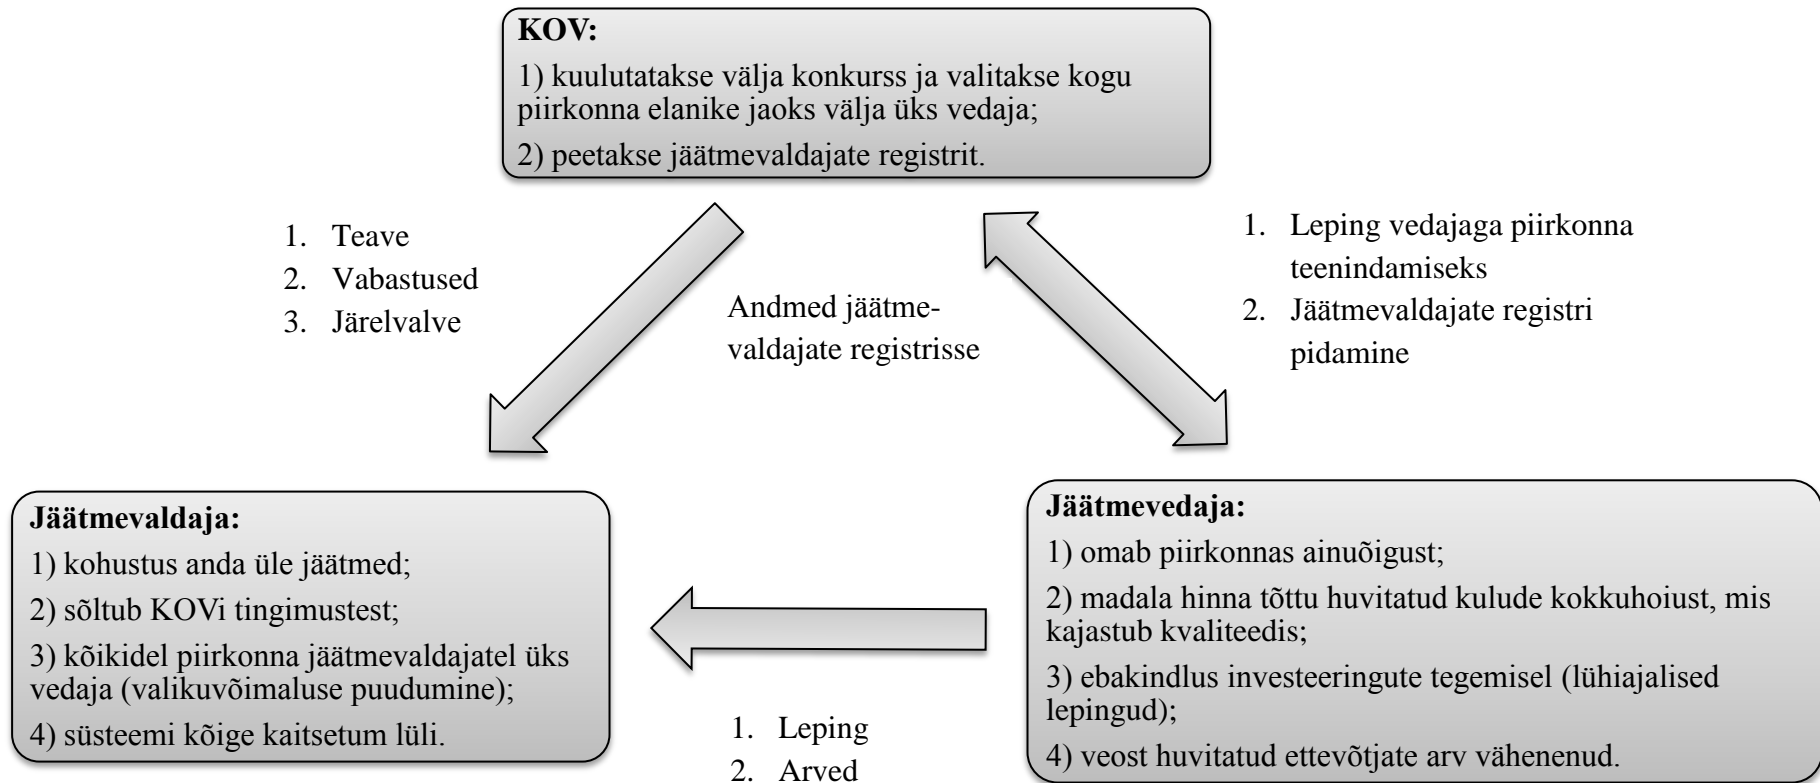 KOV:
1) kuulutatakse välja konkurss ja valitakse kogu
piirkonna elanike jaoks välja üks vedaja;
2) peetakse jäätmevaldajate registrit.
1. Teave
2. Vabastused
3. Järelvalve
Andmed jäätme-
valdajate registrisse
1. Leping vedajaga piirkonna
teenindamiseks
2. Jäätmevaldajate registri
pidamine
Jäätmevaldaja:
1) kohustus anda üle jäätmed;
2) sõltub KOVi tingimustest;
3) kõikidel piirkonna jäätmevaldajatel üks
vedaja (valikuvõimaluse puudumine);
4) süsteemi kõige kaitsetum lüli.
1. Leping
2. Arved
Jäätmevedaja:
1) omab piirkonnas ainuõigust;
2) madala hinna tõttu huvitatud kulude kokkuhoiust, mis
kajastub kvaliteedis;
3) ebakindlus investeeringute tegemisel (lühiajalised
lepingud);
4) veost huvitatud ettevõtjate arv vähenenud.